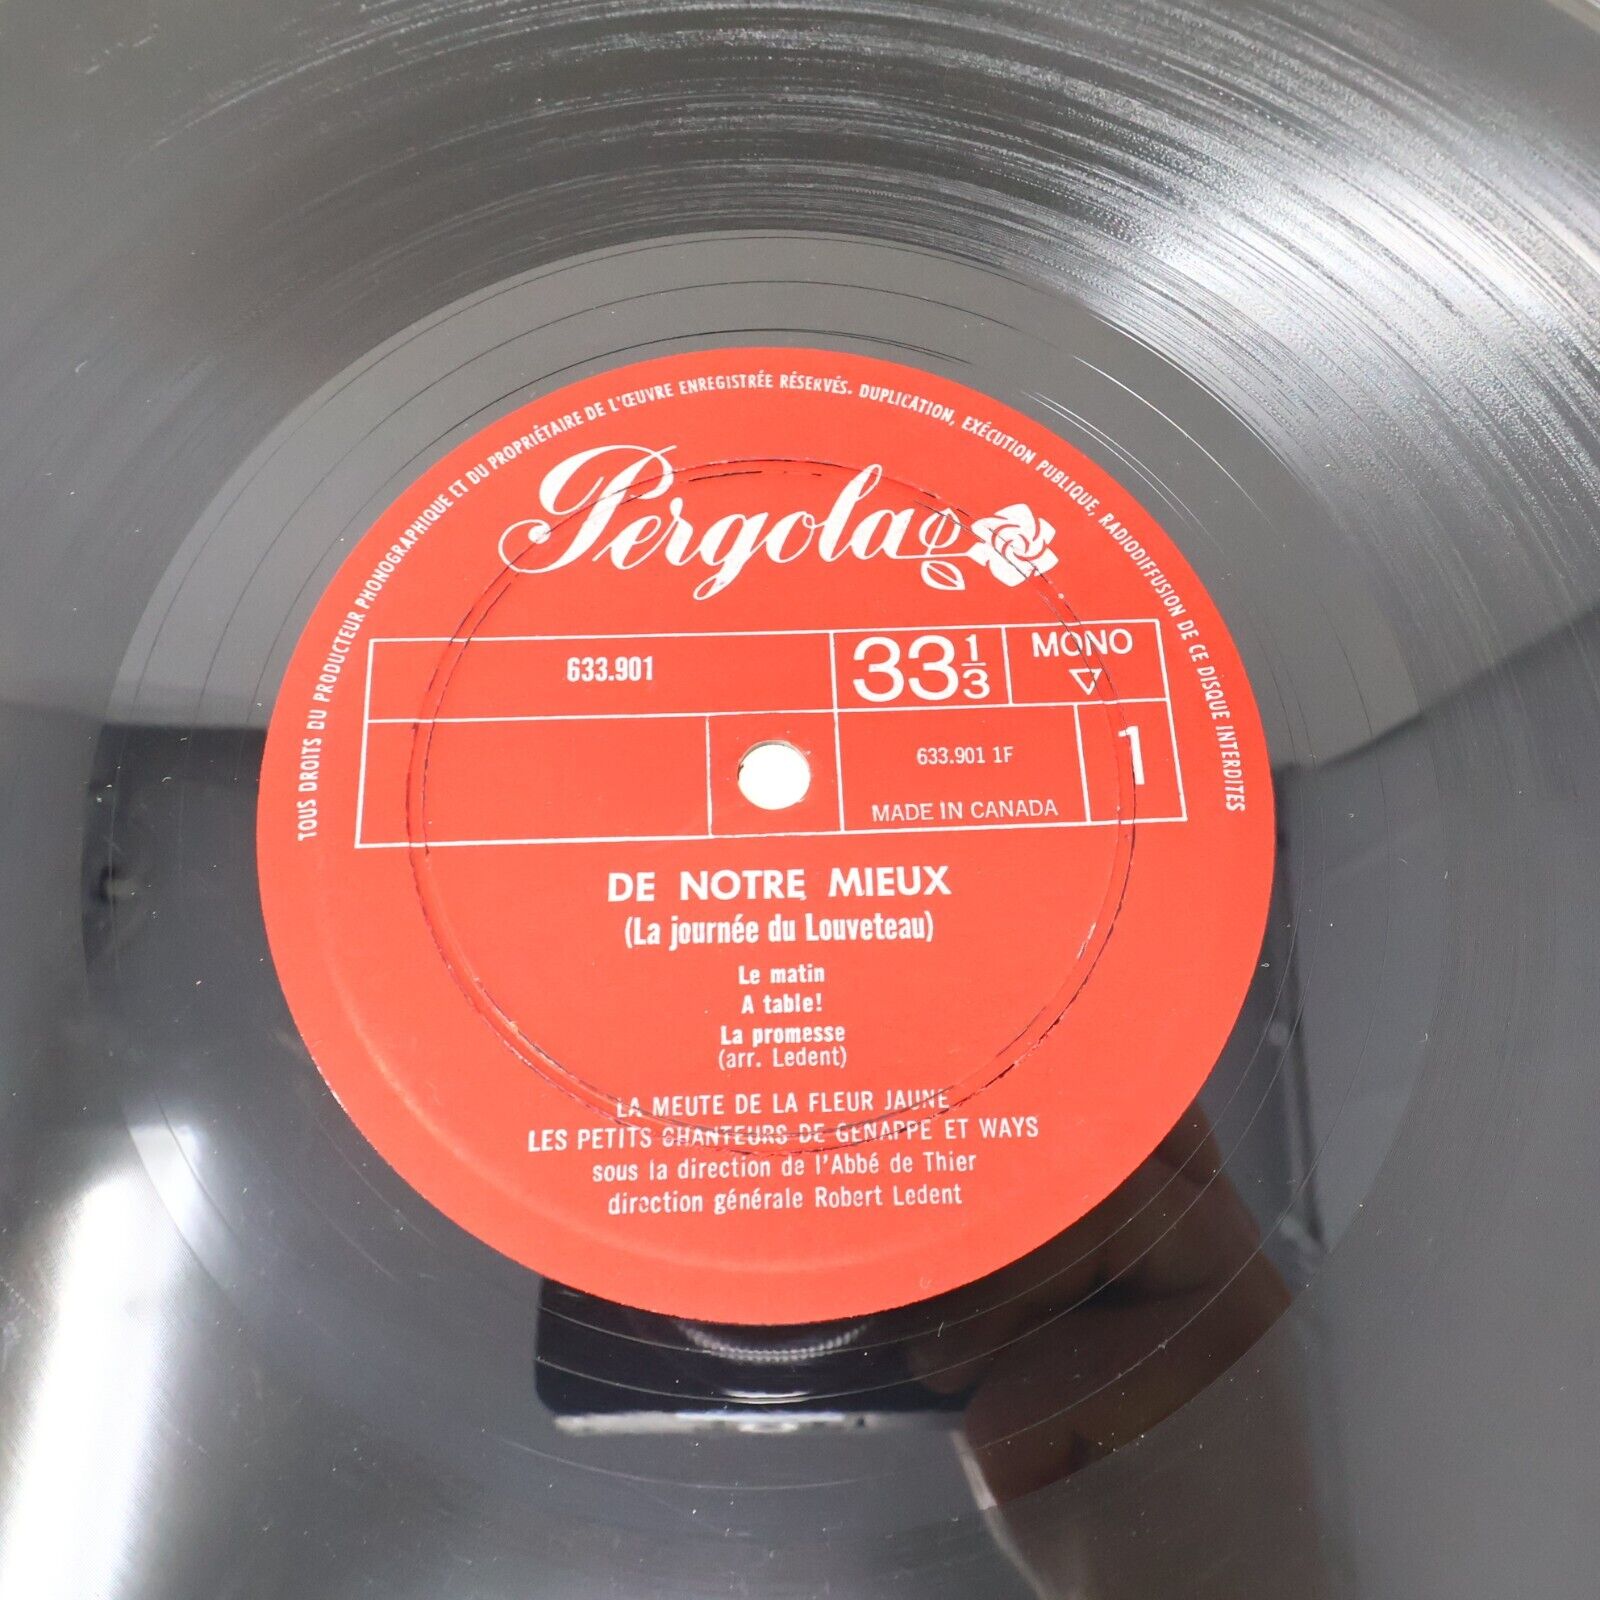 TOUS DROITS DU PRODUCTEUR PHONOGRAPHIQUE ET DU PROPRIÉTAIRE DE L'ŒUVRE ENREGISTRÉE RÉSERVÉS. DUPLICATION, EXÉCUTION PUBLIQUE, RADIODIFFUSION DE CE DISQUE INTERDITES
Pergola
633.901
33 1/3
MONO
633.901 1F
1
MADE IN CANADA
DE NOTRE MIEUX
(La journée du Louveteau)
Le matin
A table!
La promesse
(arr. Ledent)
LA MEUTE DE LA FLEUR JAUNE
LES PETITS CHANTEURS DE GENAPPE ET WAYS
sous la direction de l'Abbé de Thier
direction générale Robert Ledent